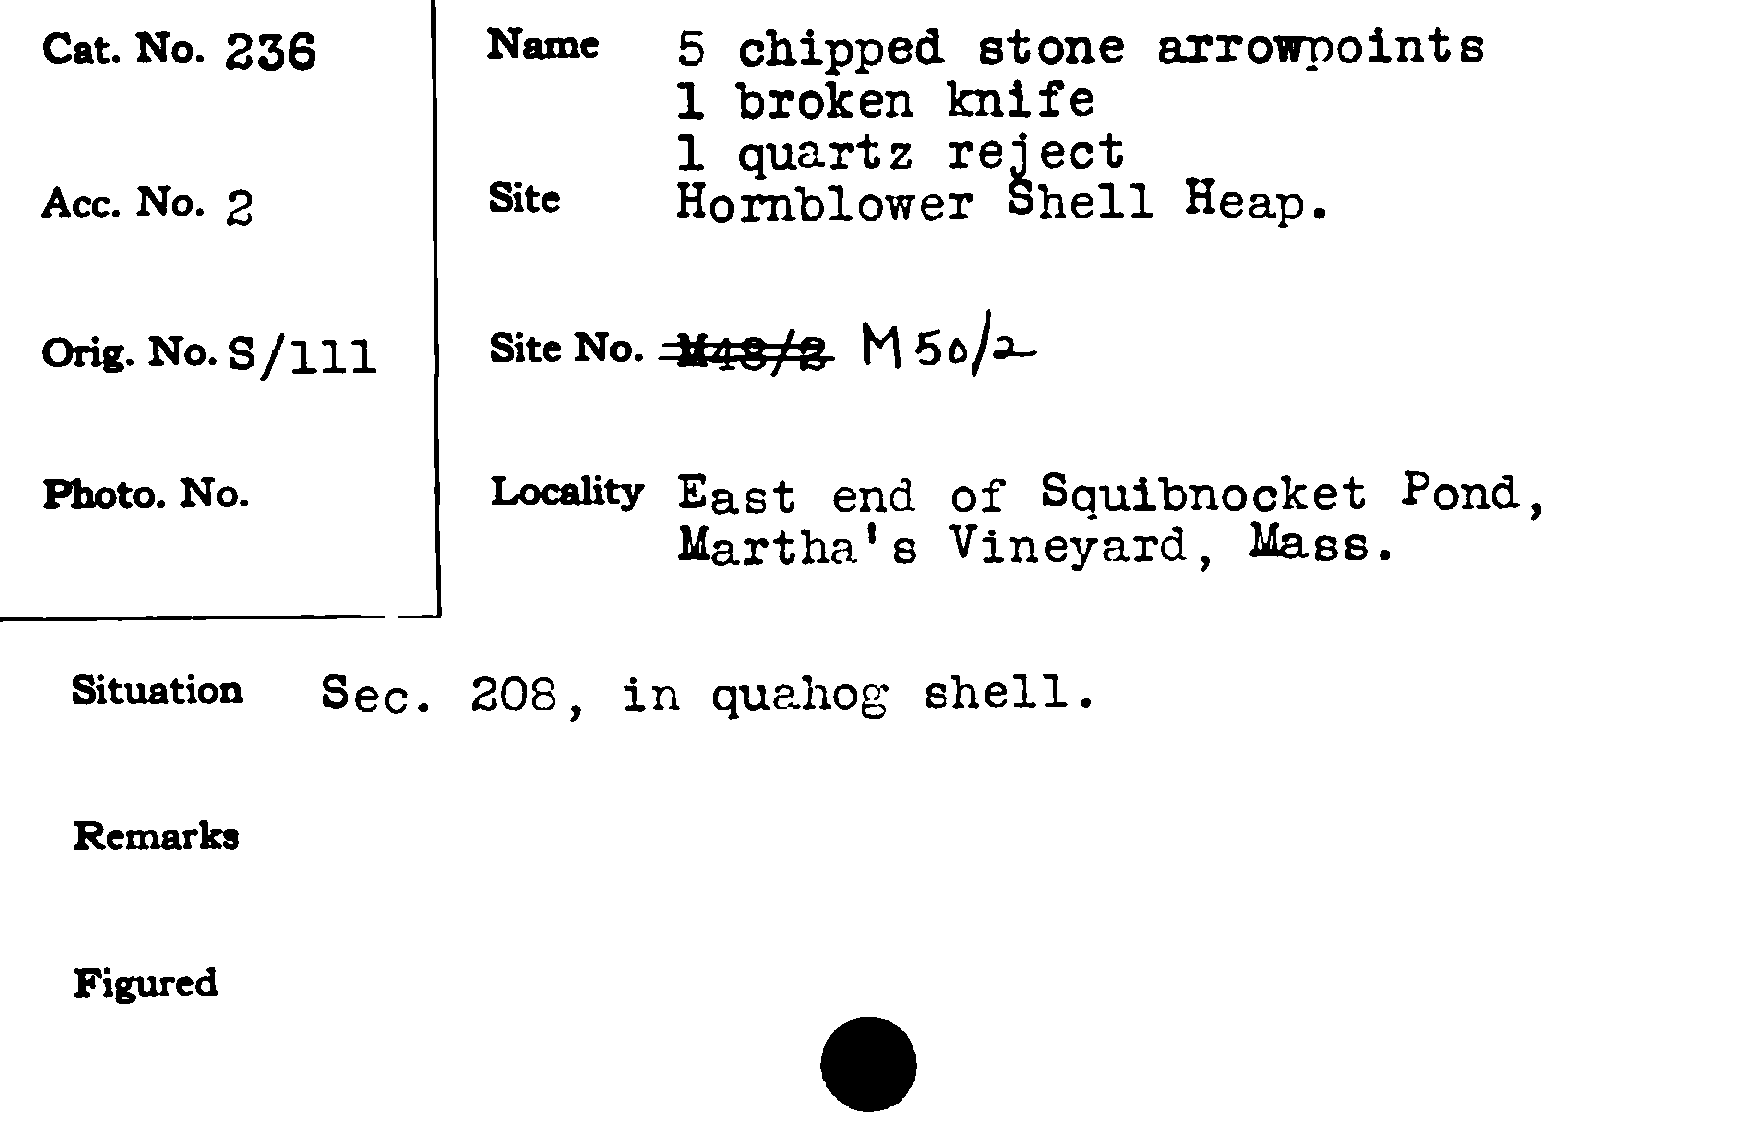 Cat. No. 236
Name 5 chipped stone arrowpoints
1 broken knife
1 quartz reject
Acc. No. 2
Site Hornblower Shell Heap.
Orig. No. S/111
Site No. M48/2 M50/2
Photo. No.
Locality East end of Squibnocket Pond,
Martha's Vineyard, Mass.
Situation Sec. 208, in quahog shell.
Remarks
Figured